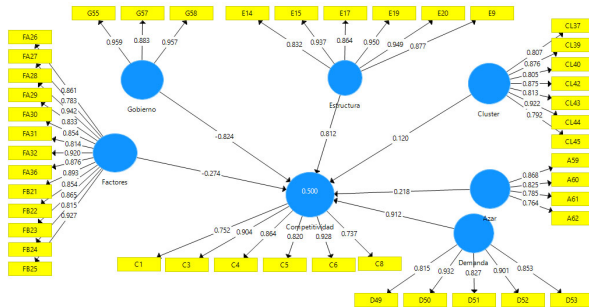 G55 G57 G58 E14 E15 E17 E19 E20 E9
0.959 0.883 0.957
0.832 0.937 0.864 0.950 0.949 0.877
Gobierno
Estructura
CL37
CL39
CL40
CL42
CL43
CL44
CL45
0.807
0.876
0.805
0.875
0.813
0.922
0.792
Cluster
FA26
FA27
FA28
FA29
FA30
FA31
FA32
FA36
FB21
FB22
FB23
FB24
FB25
0.861
0.783
0.942
0.833
0.854
0.814
0.920
0.876
0.893
0.854
0.865
0.815
0.927
Factores
-0.824
0.812
0.120
-0.274
0.218
0.912
0.500
Competitividad
A59
A60
A61
A62
0.868
0.825
0.785
0.764
Azar
Demanda
0.752 0.904 0.864 0.820 0.928 0.737
C1 C3 C4 C5 C6 C8
0.815 0.932 0.827 0.901 0.853
D49 D50 D51 D52 D53